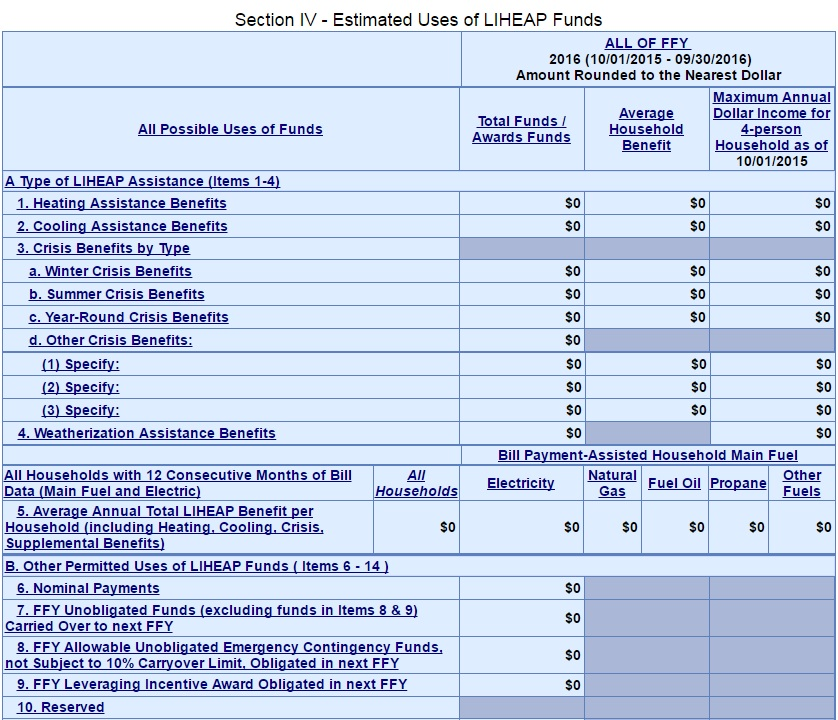 Section IV - Estimated Uses of LIHEAP Funds
ALL OF FFY
2016 (10/01/2015 - 09/30/2016)
Amount Rounded to the Nearest Dollar
All Possible Uses of Funds
Total Funds /
Awards Funds
Average
Household
Benefit
Maximum Annual
Dollar Income for
4-person
Household as of
10/01/2015
A Type of LIHEAP Assistance (Items 1-4)
1. Heating Assistance Benefits $0 $0 $0
2. Cooling Assistance Benefits $0 $0 $0
3. Crisis Benefits by Type
a. Winter Crisis Benefits $0 $0 $0
b. Summer Crisis Benefits $0 $0 $0
c. Year-Round Crisis Benefits $0 $0 $0
d. Other Crisis Benefits: $0
(1) Specify: $0 $0 $0
(2) Specify: $0 $0 $0
(3) Specify: $0 $0 $0
4. Weatherization Assistance Benefits $0 $0
Bill Payment-Assisted Household Main Fuel
All Households with 12 Consecutive Months of Bill
Data (Main Fuel and Electric)
All
Households
Electricity
Natural
Gas
Fuel Oil
Propane
Other
Fuels
5. Average Annual Total LIHEAP Benefit per
Household (including Heating, Cooling, Crisis,
Supplemental Benefits)
$0 $0 $0 $0 $0 $0
B. Other Permitted Uses of LIHEAP Funds ( Items 6 - 14 )
6. Nominal Payments $0
7. FFY Unobligated Funds (excluding funds in Items 8 & 9)
Carried Over to next FFY
$0
8. FFY Allowable Unobligated Emergency Contingency Funds,
not Subject to 10% Carryover Limit, Obligated in next FFY
$0
9. FFY Leveraging Incentive Award Obligated in next FFY $0
10. Reserved